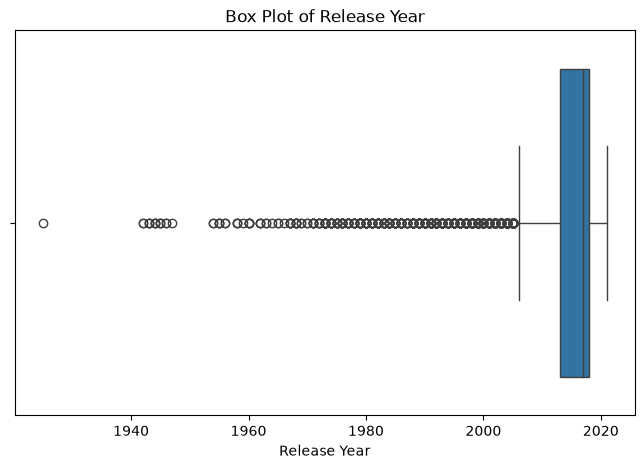 Box Plot of Release Year
1940 1960 1980 2000 2020
Release Year